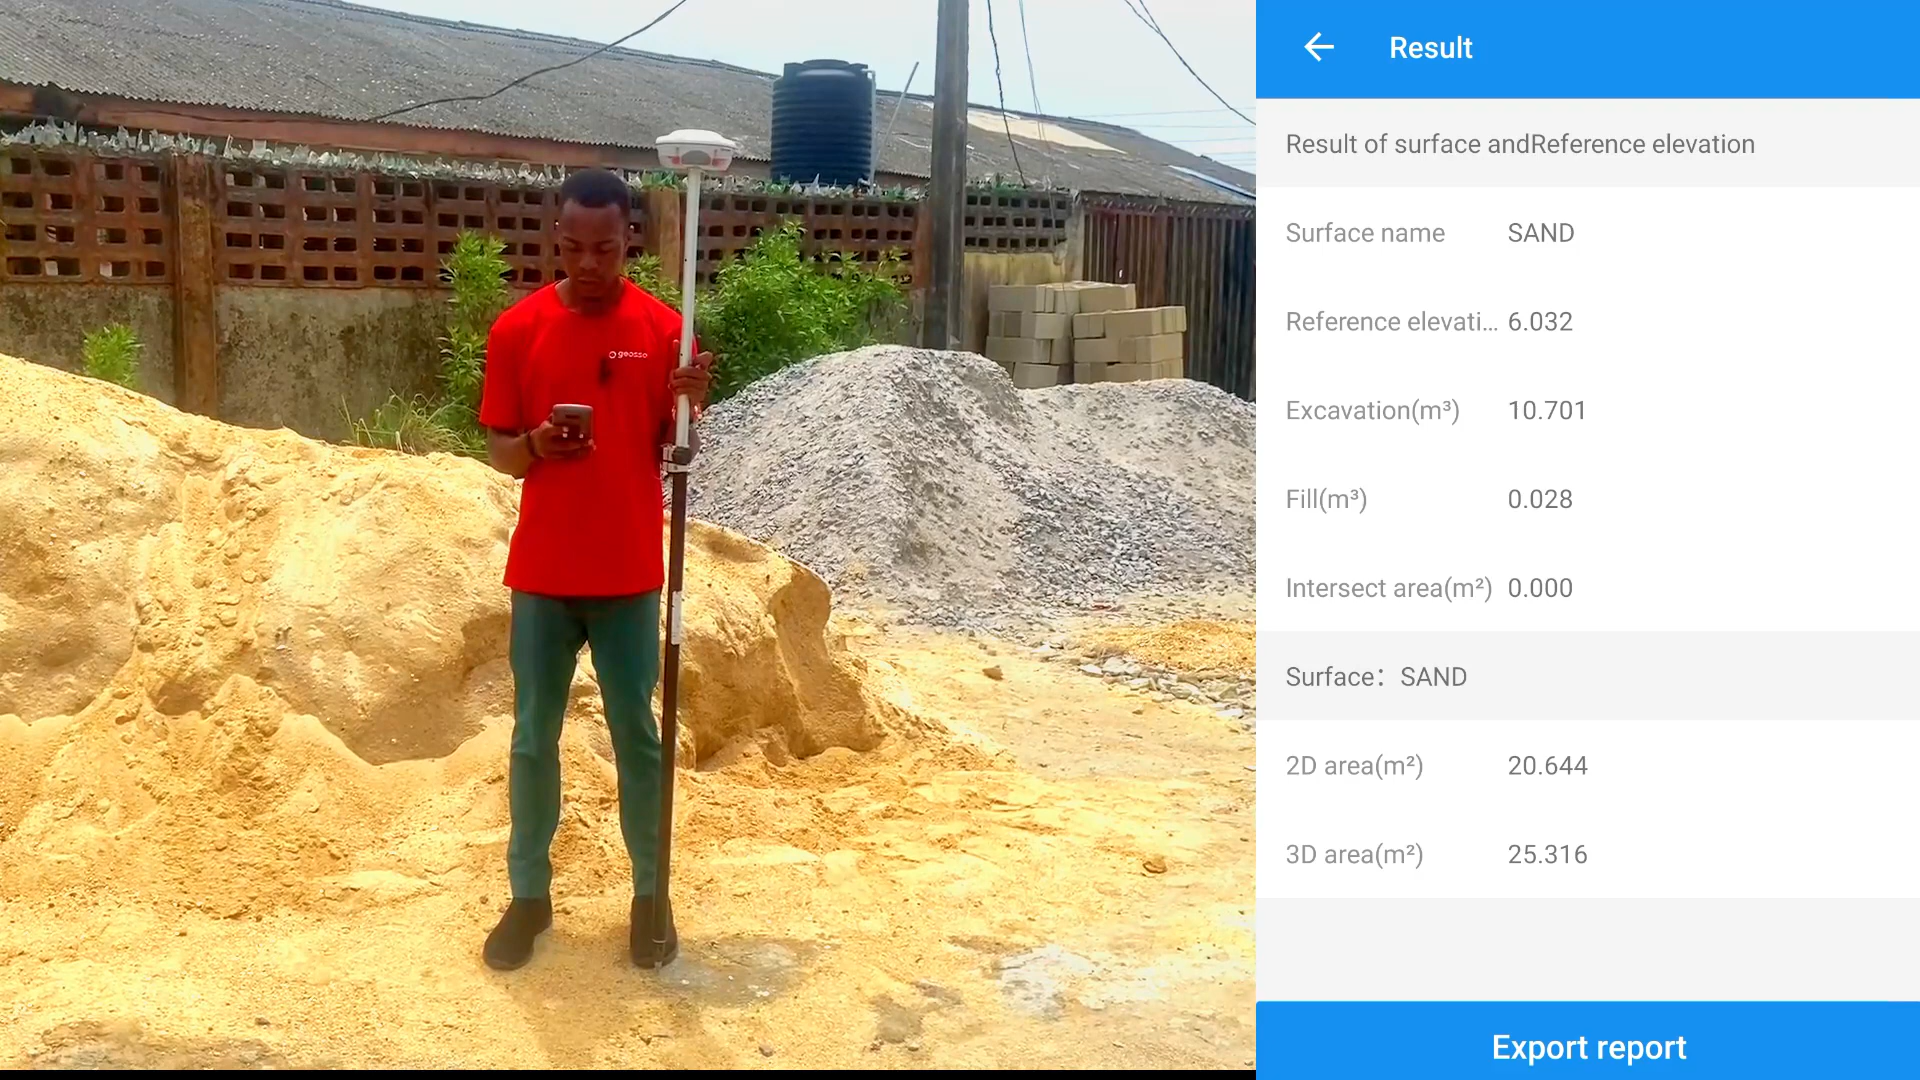 geosso
Result
Result of surface andReference elevation
Surface name SAND
Reference elevati... 6.032
Excavation(m³) 10.701
Fill(m³) 0.028
Intersect area(m²) 0.000
Surface: SAND
2D area(m²) 20.644
3D area(m²) 25.316
Export report